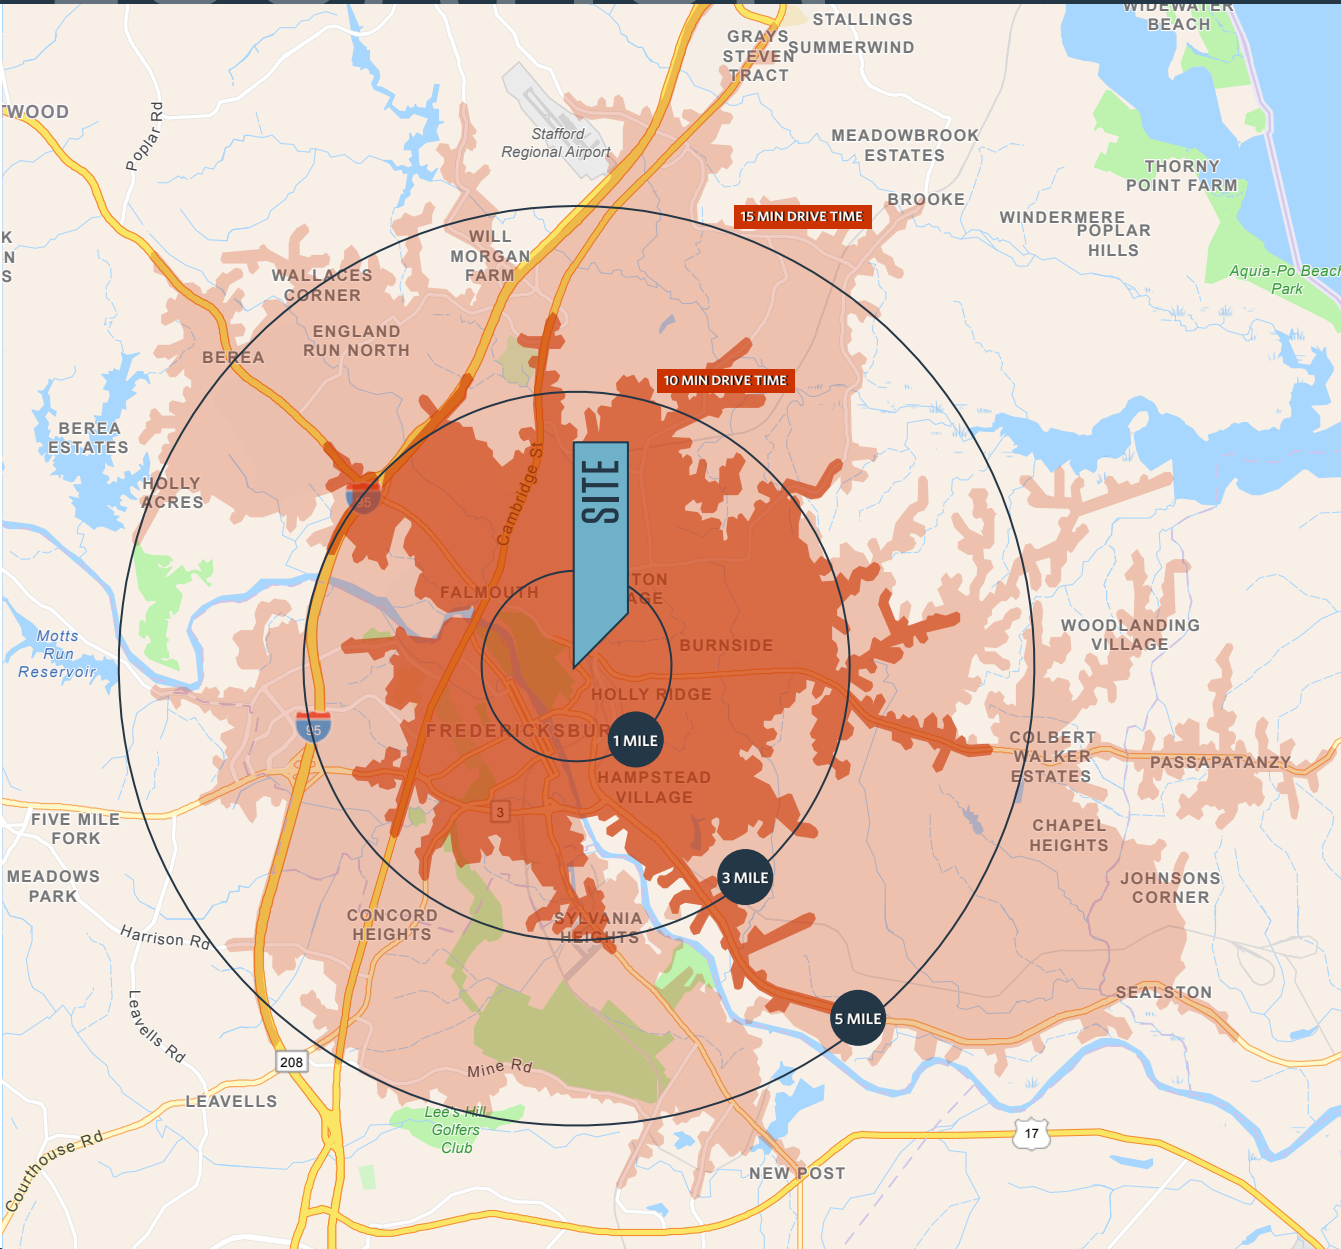 WIDEWATER
BEACH
STALLINGS
GRAYS
STEVEN
TRACT
SUMMERWIND
TWOOD
Poplar Rd
Stafford
Regional Airport
MEADOWBROOK
ESTATES
THORNY
POINT FARM
BROOKE
15 MIN DRIVE TIME
WINDERMERE
POPLAR
HILLS
K
N
S
WILL
MORGAN
FARM
Aquia-Po Beach
Park
WALLACES
CORNER
ENGLAND
RUN NORTH
BEREA
10 MIN DRIVE TIME
BEREA
ESTATES
SITE
Cambridge St
HOLLY
ACRES
95
FALMOUTH
TON
AGE
Motts
Run
Reservoir
BURNSIDE
WOODLANDING
VILLAGE
HOLLY RIDGE
FREDERICKSBUR
95
1 MILE
COLBERT
WALKER
ESTATES
PASSAPATANZY
HAMPSTEAD
VILLAGE
3
FIVE MILE
FORK
CHAPEL
HEIGHTS
MEADOWS
PARK
3 MILE
JOHNSONS
CORNER
CONCORD
HEIGHTS
SYLVANIA
HEIGHTS
Harrison Rd
SEALSTON
5 MILE
Leavells Rd
208
Mine Rd
LEAVELLS
Lee's Hill
Golfers
Club
17
Courthouse Rd
NEW POST